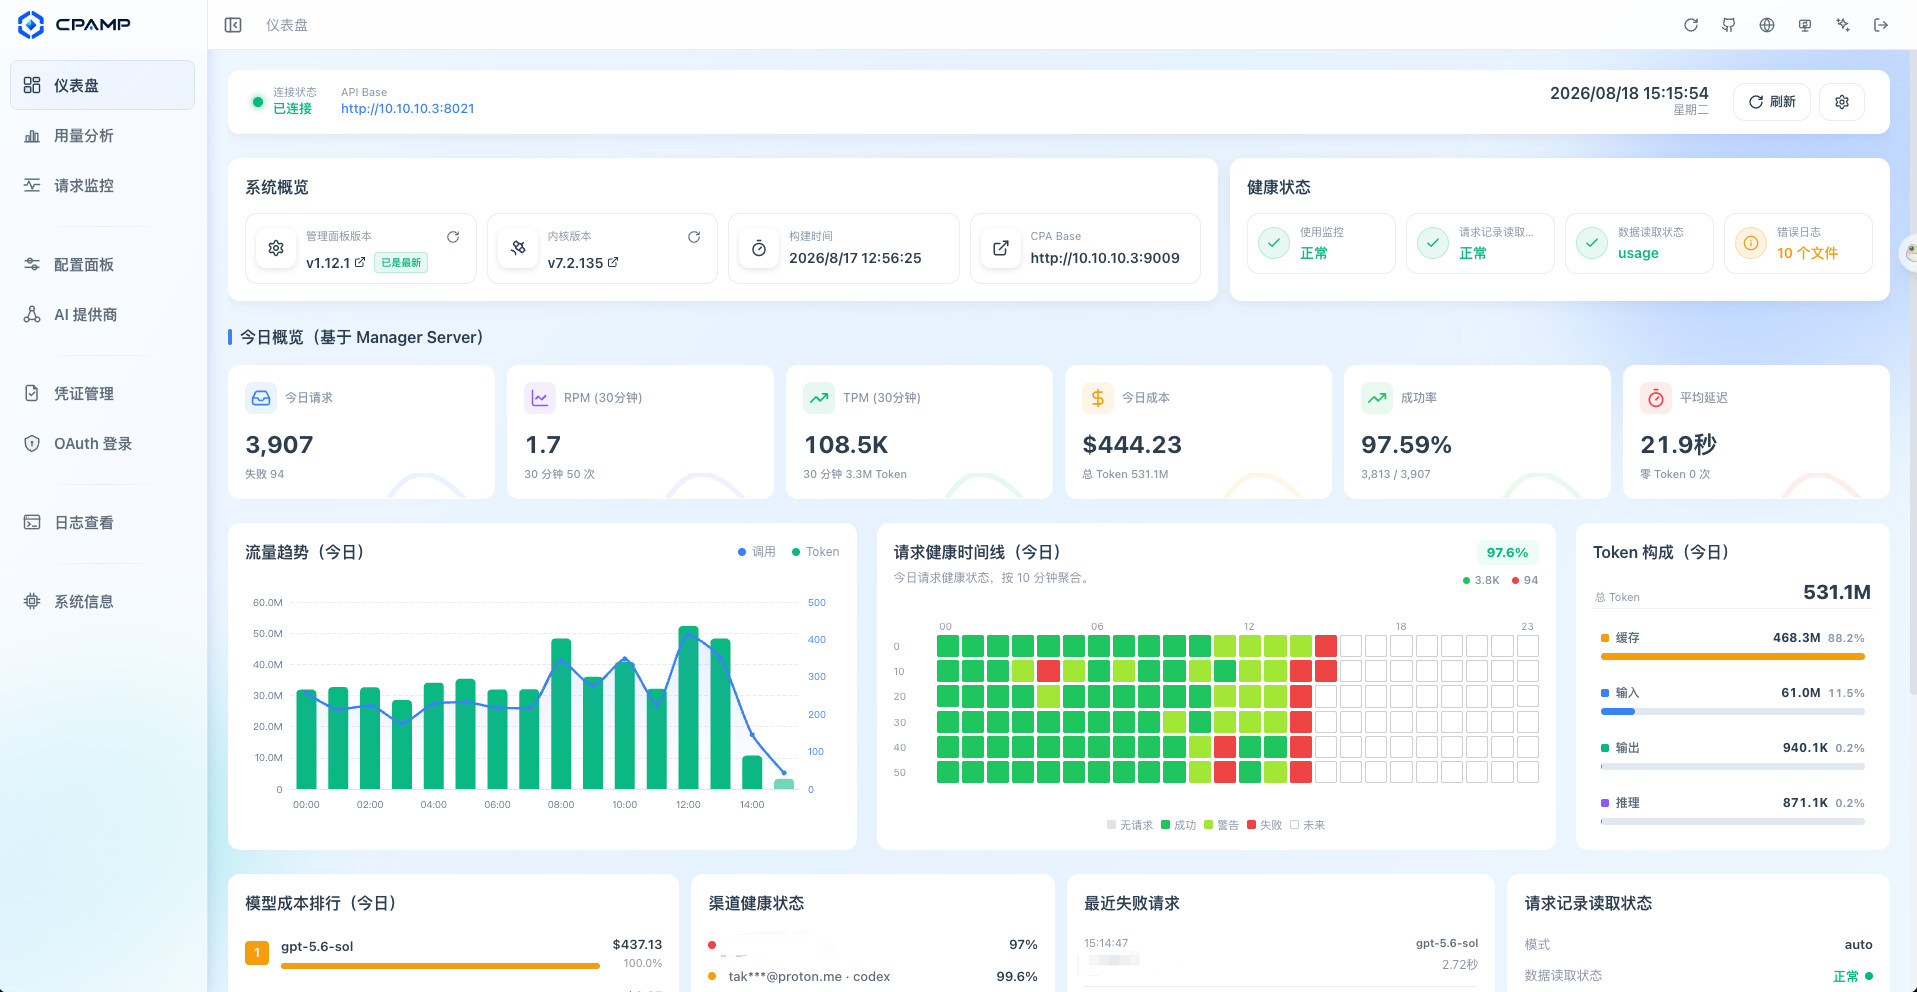 CPAMP
仪表盘
仪表盘
用量分析
请求监控
配置面板
AI 提供商
凭证管理
OAuth 登录
日志查看
系统信息
连接状态
已连接
API Base
http://10.10.10.3:8021
2026/08/18 15:15:54
星期二
刷新
系统概览
管理面板版本
v1.12.1 已是最新
内核版本
v7.2.135
构建时间
2026/8/17 12:56:25
CPA Base
http://10.10.10.3:9009
健康状态
使用监控
正常
请求记录读取...
正常
数据读取状态
usage
错误日志
10 个文件
今日概览（基于 Manager Server）
今日请求
3,907
失败 94
RPM (30分钟)
1.7
30 分钟 50 次
TPM (30分钟)
108.5K
30 分钟 3.3M Token
今日成本
$444.23
总 Token 531.1M
成功率
97.59%
3,813 / 3,907
平均延迟
21.9秒
零 Token 0 次
流量趋势（今日）
调用 Token
60.0M 500
50.0M 400
40.0M 300
30.0M 200
20.0M 100
10.0M
0 0
00:00 02:00 04:00 06:00 08:00 10:00 12:00 14:00
请求健康时间线（今日）
97.6%
今日请求健康状态，按 10 分钟聚合。
3.8K 94
00 06 12 18 23
0
10
20
30
40
50
无请求 成功 警告 失败 未来
Token 构成（今日）
总 Token 531.1M
缓存 468.3M 88.2%
输入 61.0M 11.5%
输出 940.1K 0.2%
推理 871.1K 0.2%
模型成本排行（今日）
1 gpt-5.6-sol $437.13
100.0%
渠道健康状态
97%
tak***@proton.me · codex 99.6%
最近失败请求
15:14:47 gpt-5.6-sol
2.72秒
请求记录读取状态
模式 auto
数据读取状态 正常